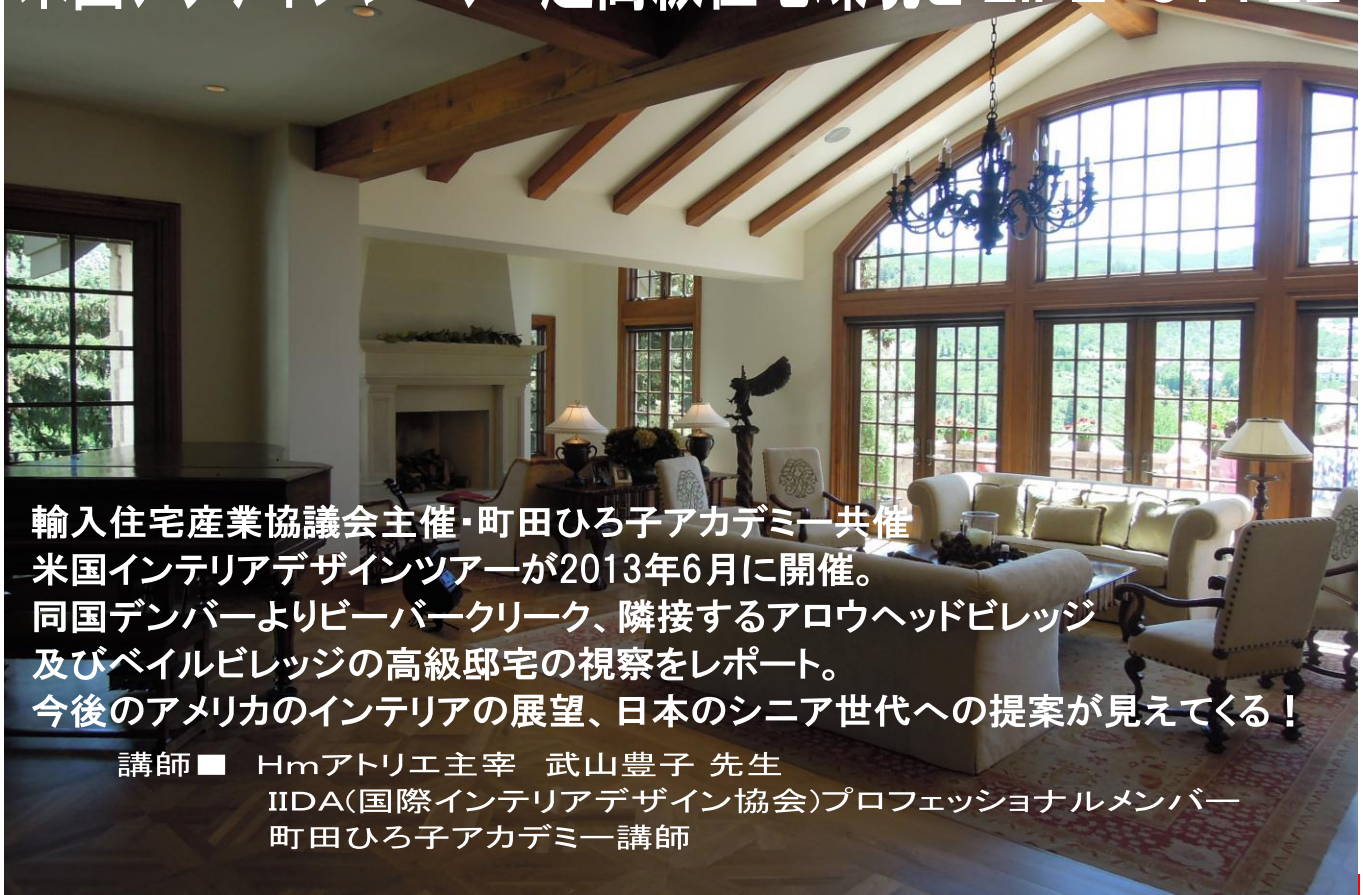 輸入住宅産業協議会主催・町田ひろ子アカデミー共催
米国インテリアデザインツアーが2013年6月に開催。
同国デンバーよりビーバークリーク、隣接するアロウヘッドビレッジ
及びベイルビレッジの高級邸宅の視察をレポート。
今後のアメリカのインテリアの展望、日本のシニア世代への提案が見えてくる!
講師■ Hmアトリエ主宰 武山豊子 先生
IIDA(国際インテリアデザイン協会)プロフェッショナルメンバー
町田ひろ子アカデミー講師